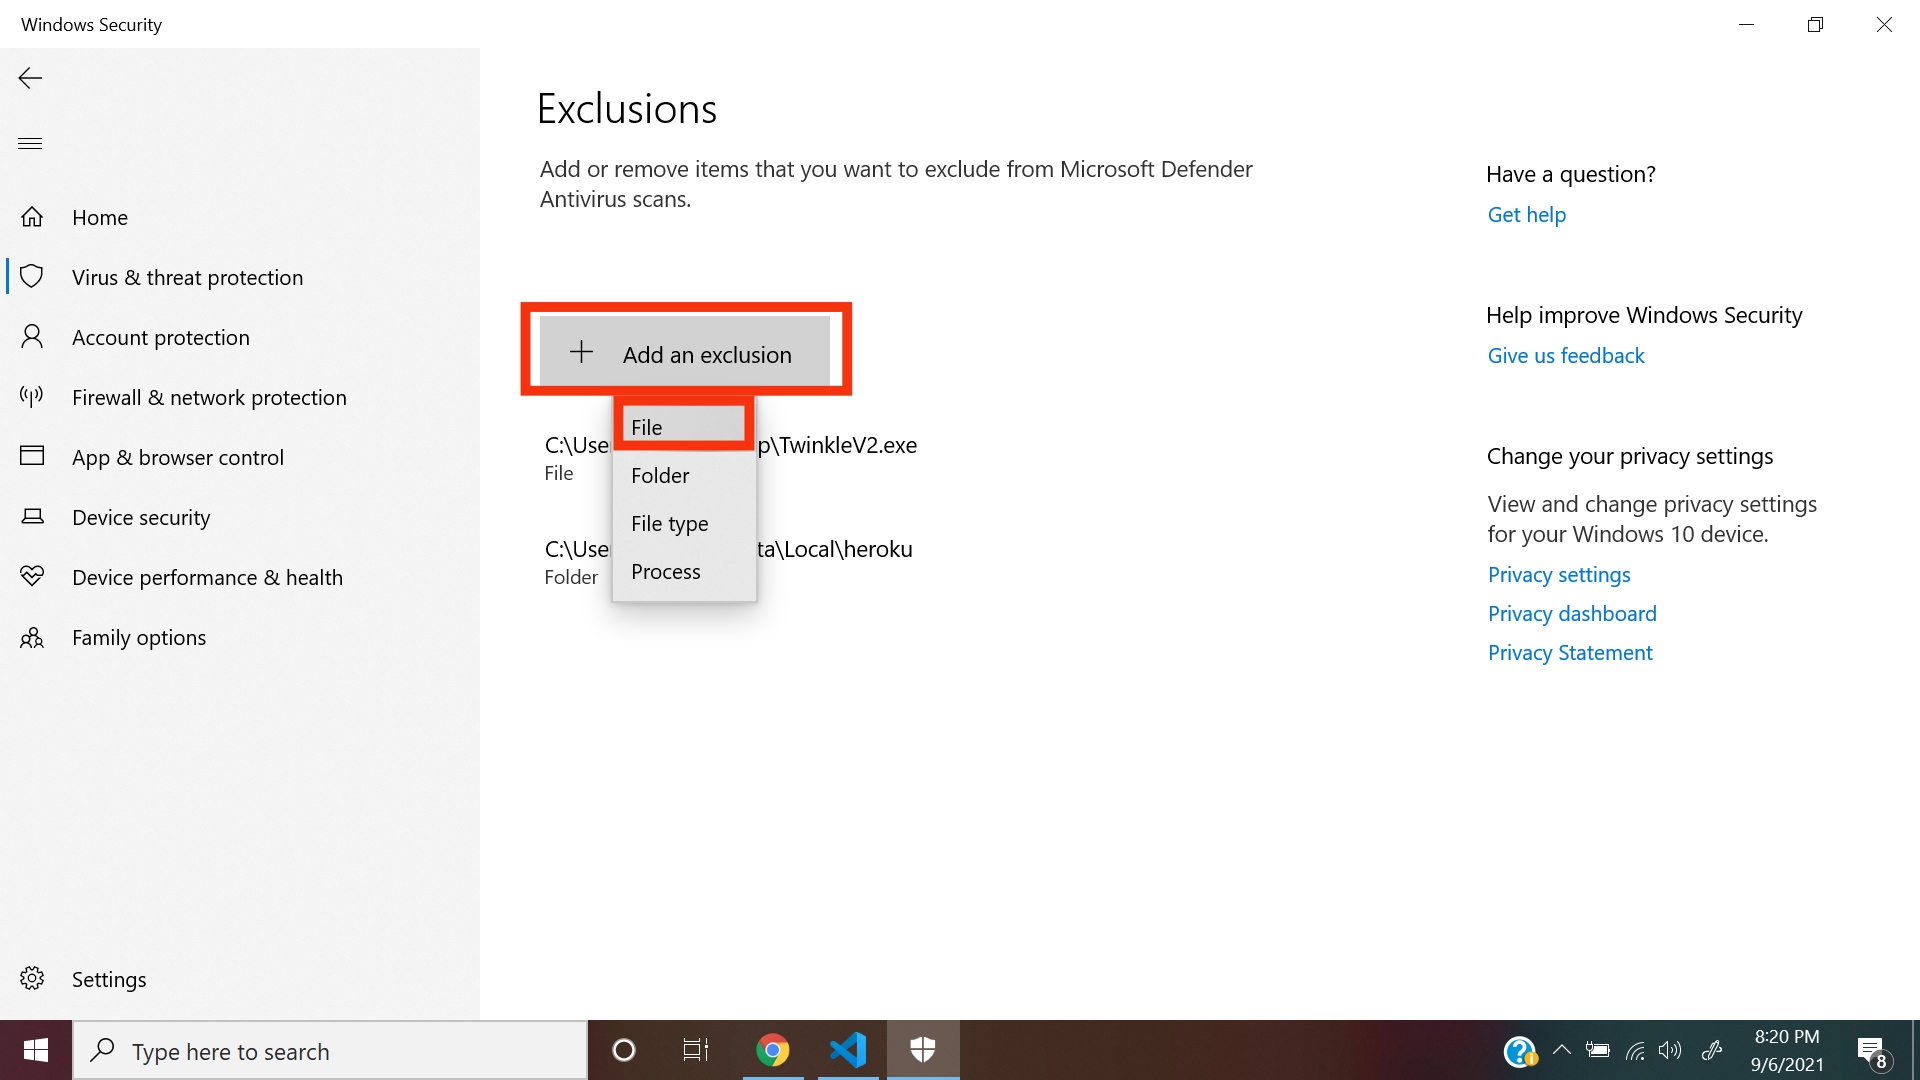 Windows Security
Home
Virus & threat protection
Account protection
Firewall & network protection
App & browser control
Device security
Device performance & health
Family options
Settings
Exclusions
Add or remove items that you want to exclude from Microsoft Defender
Antivirus scans.
Add an exclusion
File
Folder
File type
Process
C:\Use p\TwinkleV2.exe
File
C:\Use ta\Local\heroku
Folder
Have a question?
Get help
Help improve Windows Security
Give us feedback
Change your privacy settings
View and change privacy settings
for your Windows 10 device.
Privacy settings
Privacy dashboard
Privacy Statement
Type here to search
8:20 PM
9/6/2021
8